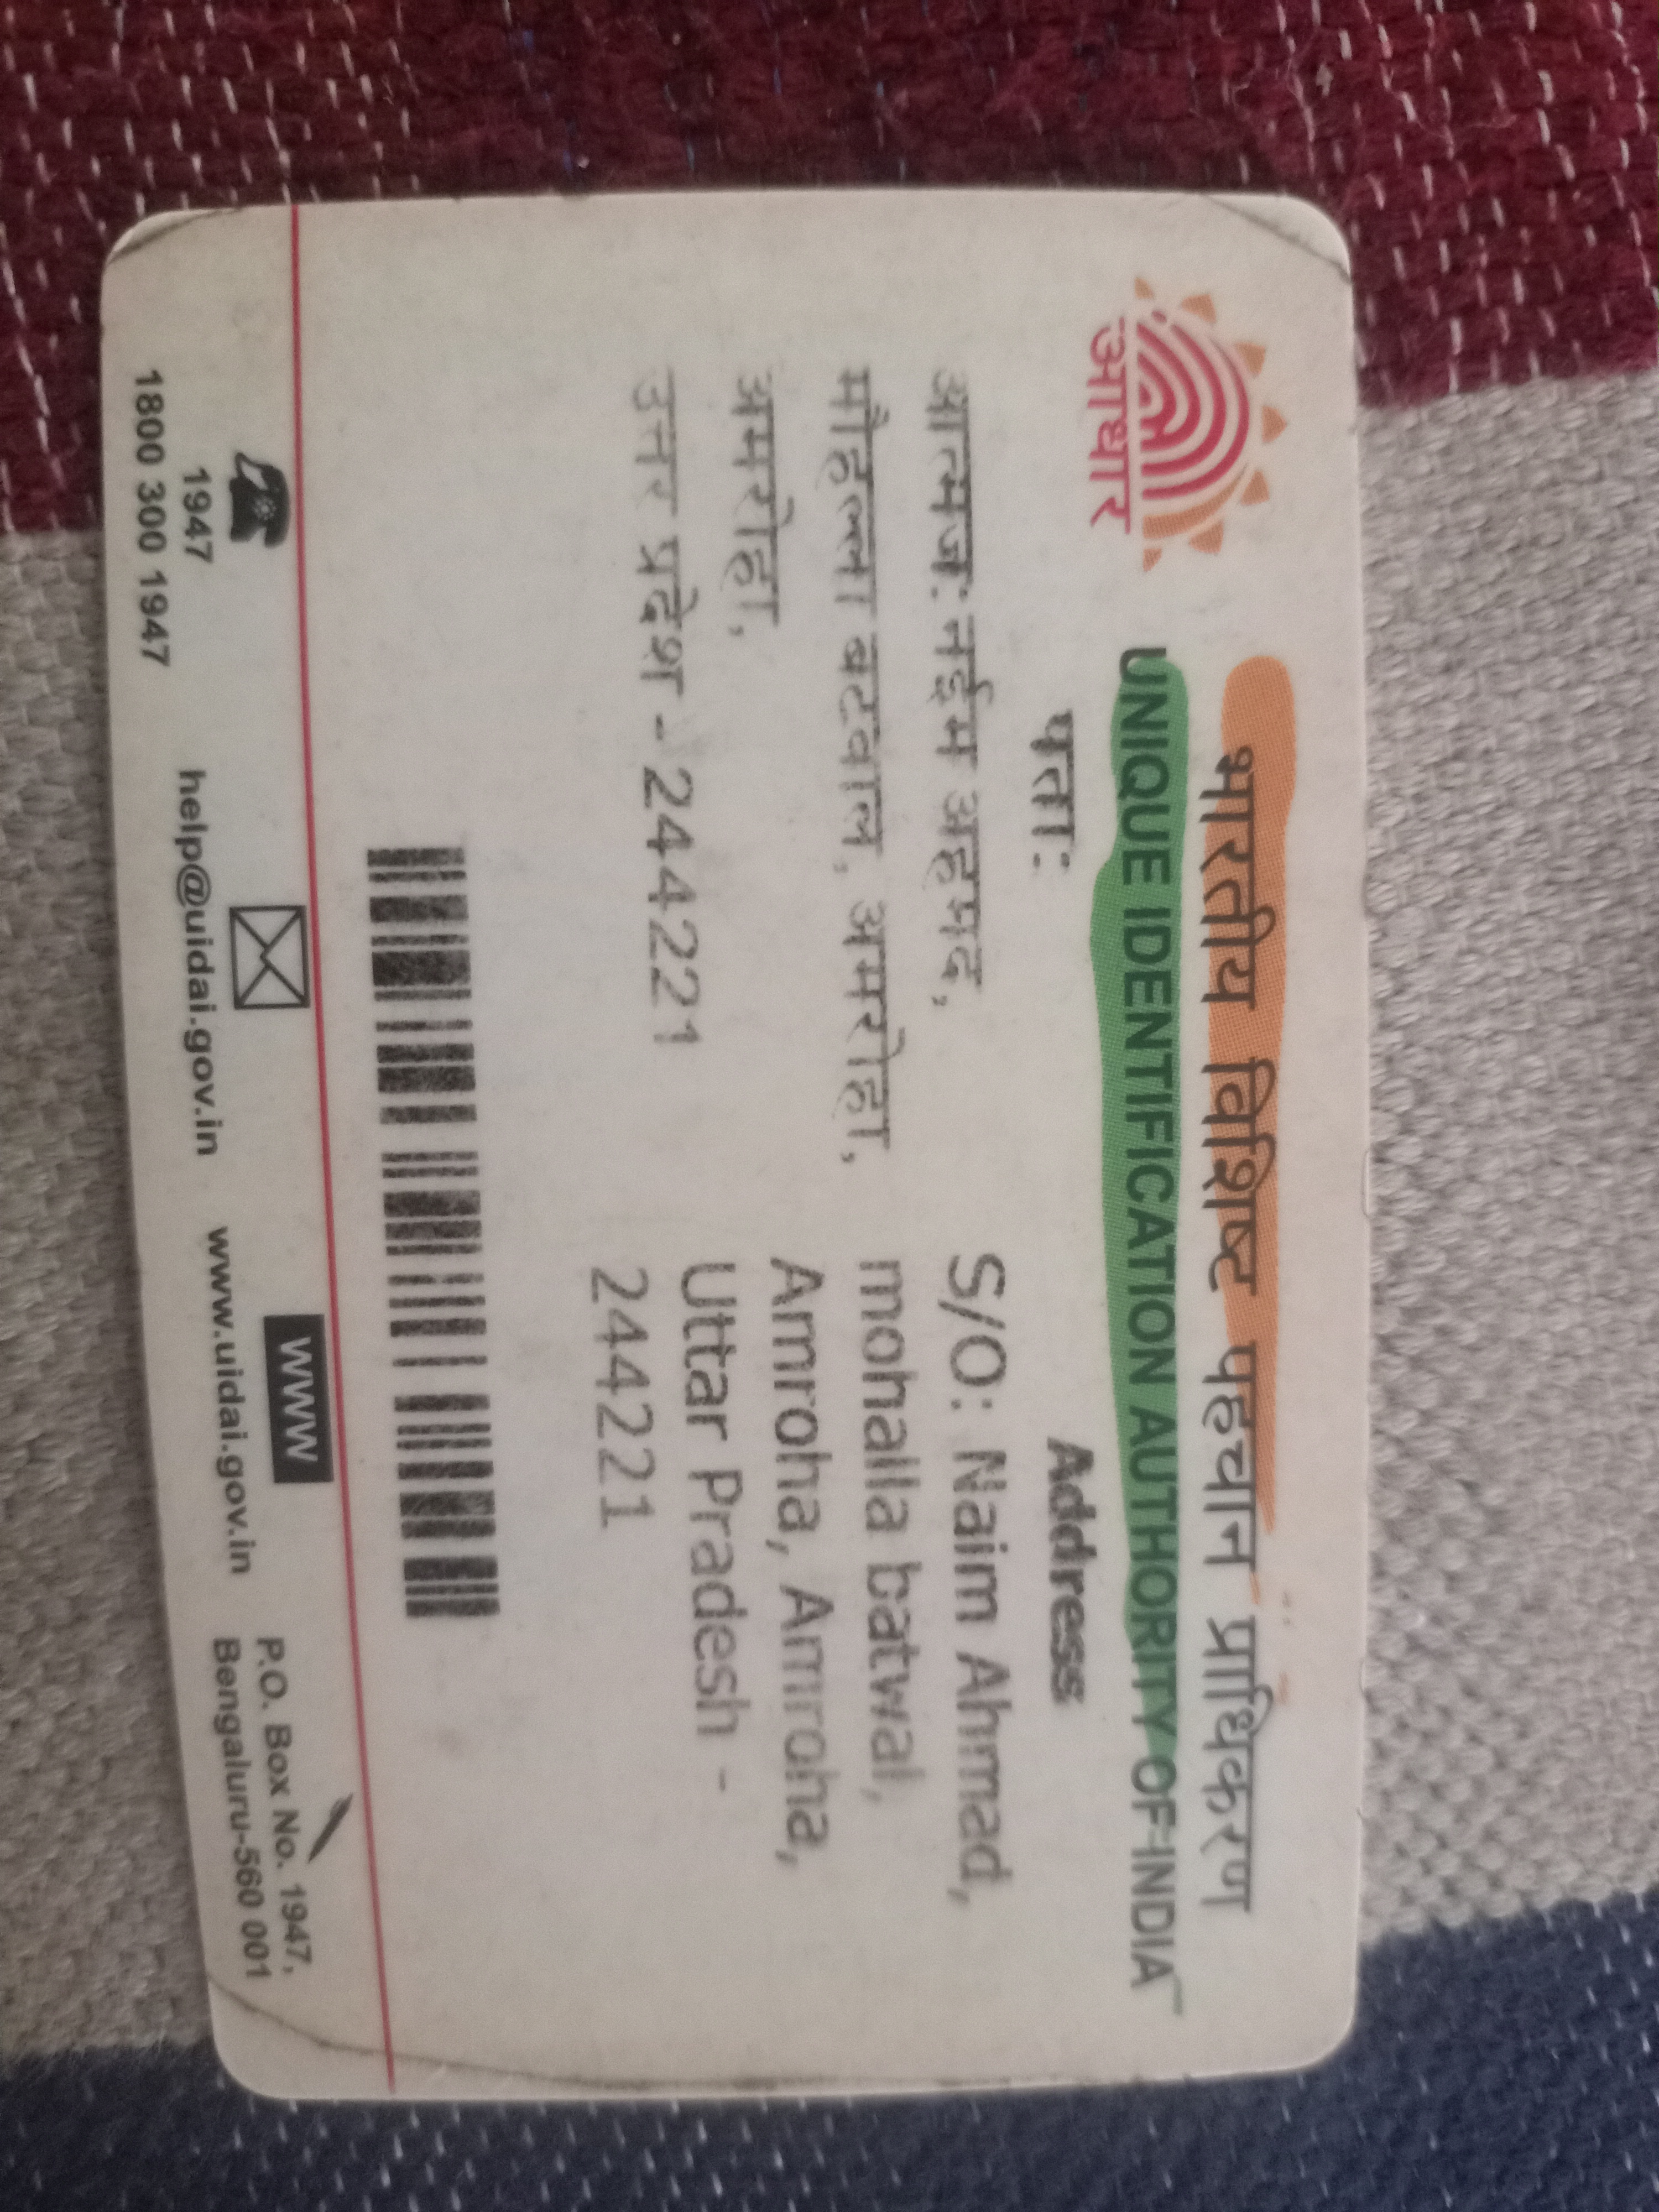 भारतीय विशिष्ट पहचान प्राधिकरण
UNIQUE IDENTIFICATION AUTHORITY OF INDIA
आधार
पता:
आत्मज: नईम अहमद,
मौहल्ला बटवाल, अमरोहा,
अमरोहा,
उत्तर प्रदेश - 244221
Address
S/O: Naim Ahmad,
mohalla batwal,
Amroha, Amroha,
Uttar Pradesh -
244221
1947
1800 300 1947
help@uidai.gov.in
WWW
www.uidai.gov.in
P.O. Box No. 1947,
Bengaluru-560 001